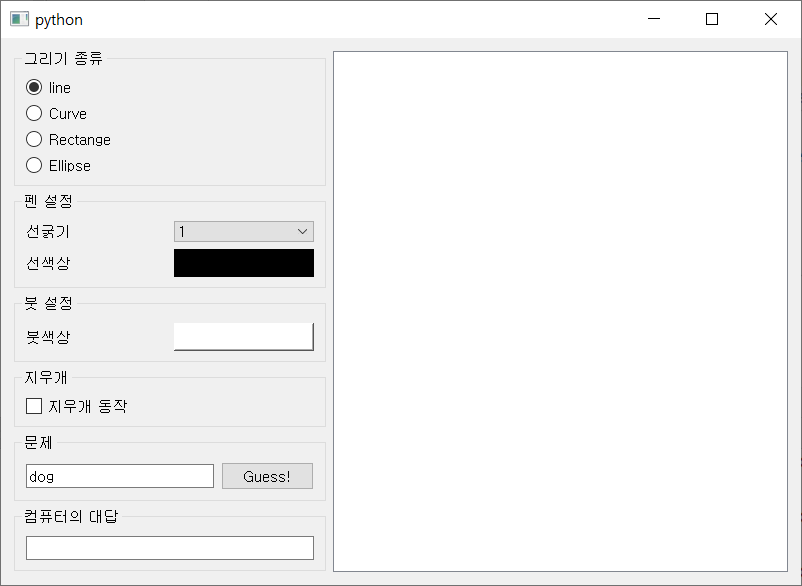 python
그리기 종류
line
Curve
Rectange
Ellipse
펜 설정
선굵기 1
선색상
붓 설정
붓색상
지우개
지우개 동작
문제
dog Guess!
컴퓨터의 대답